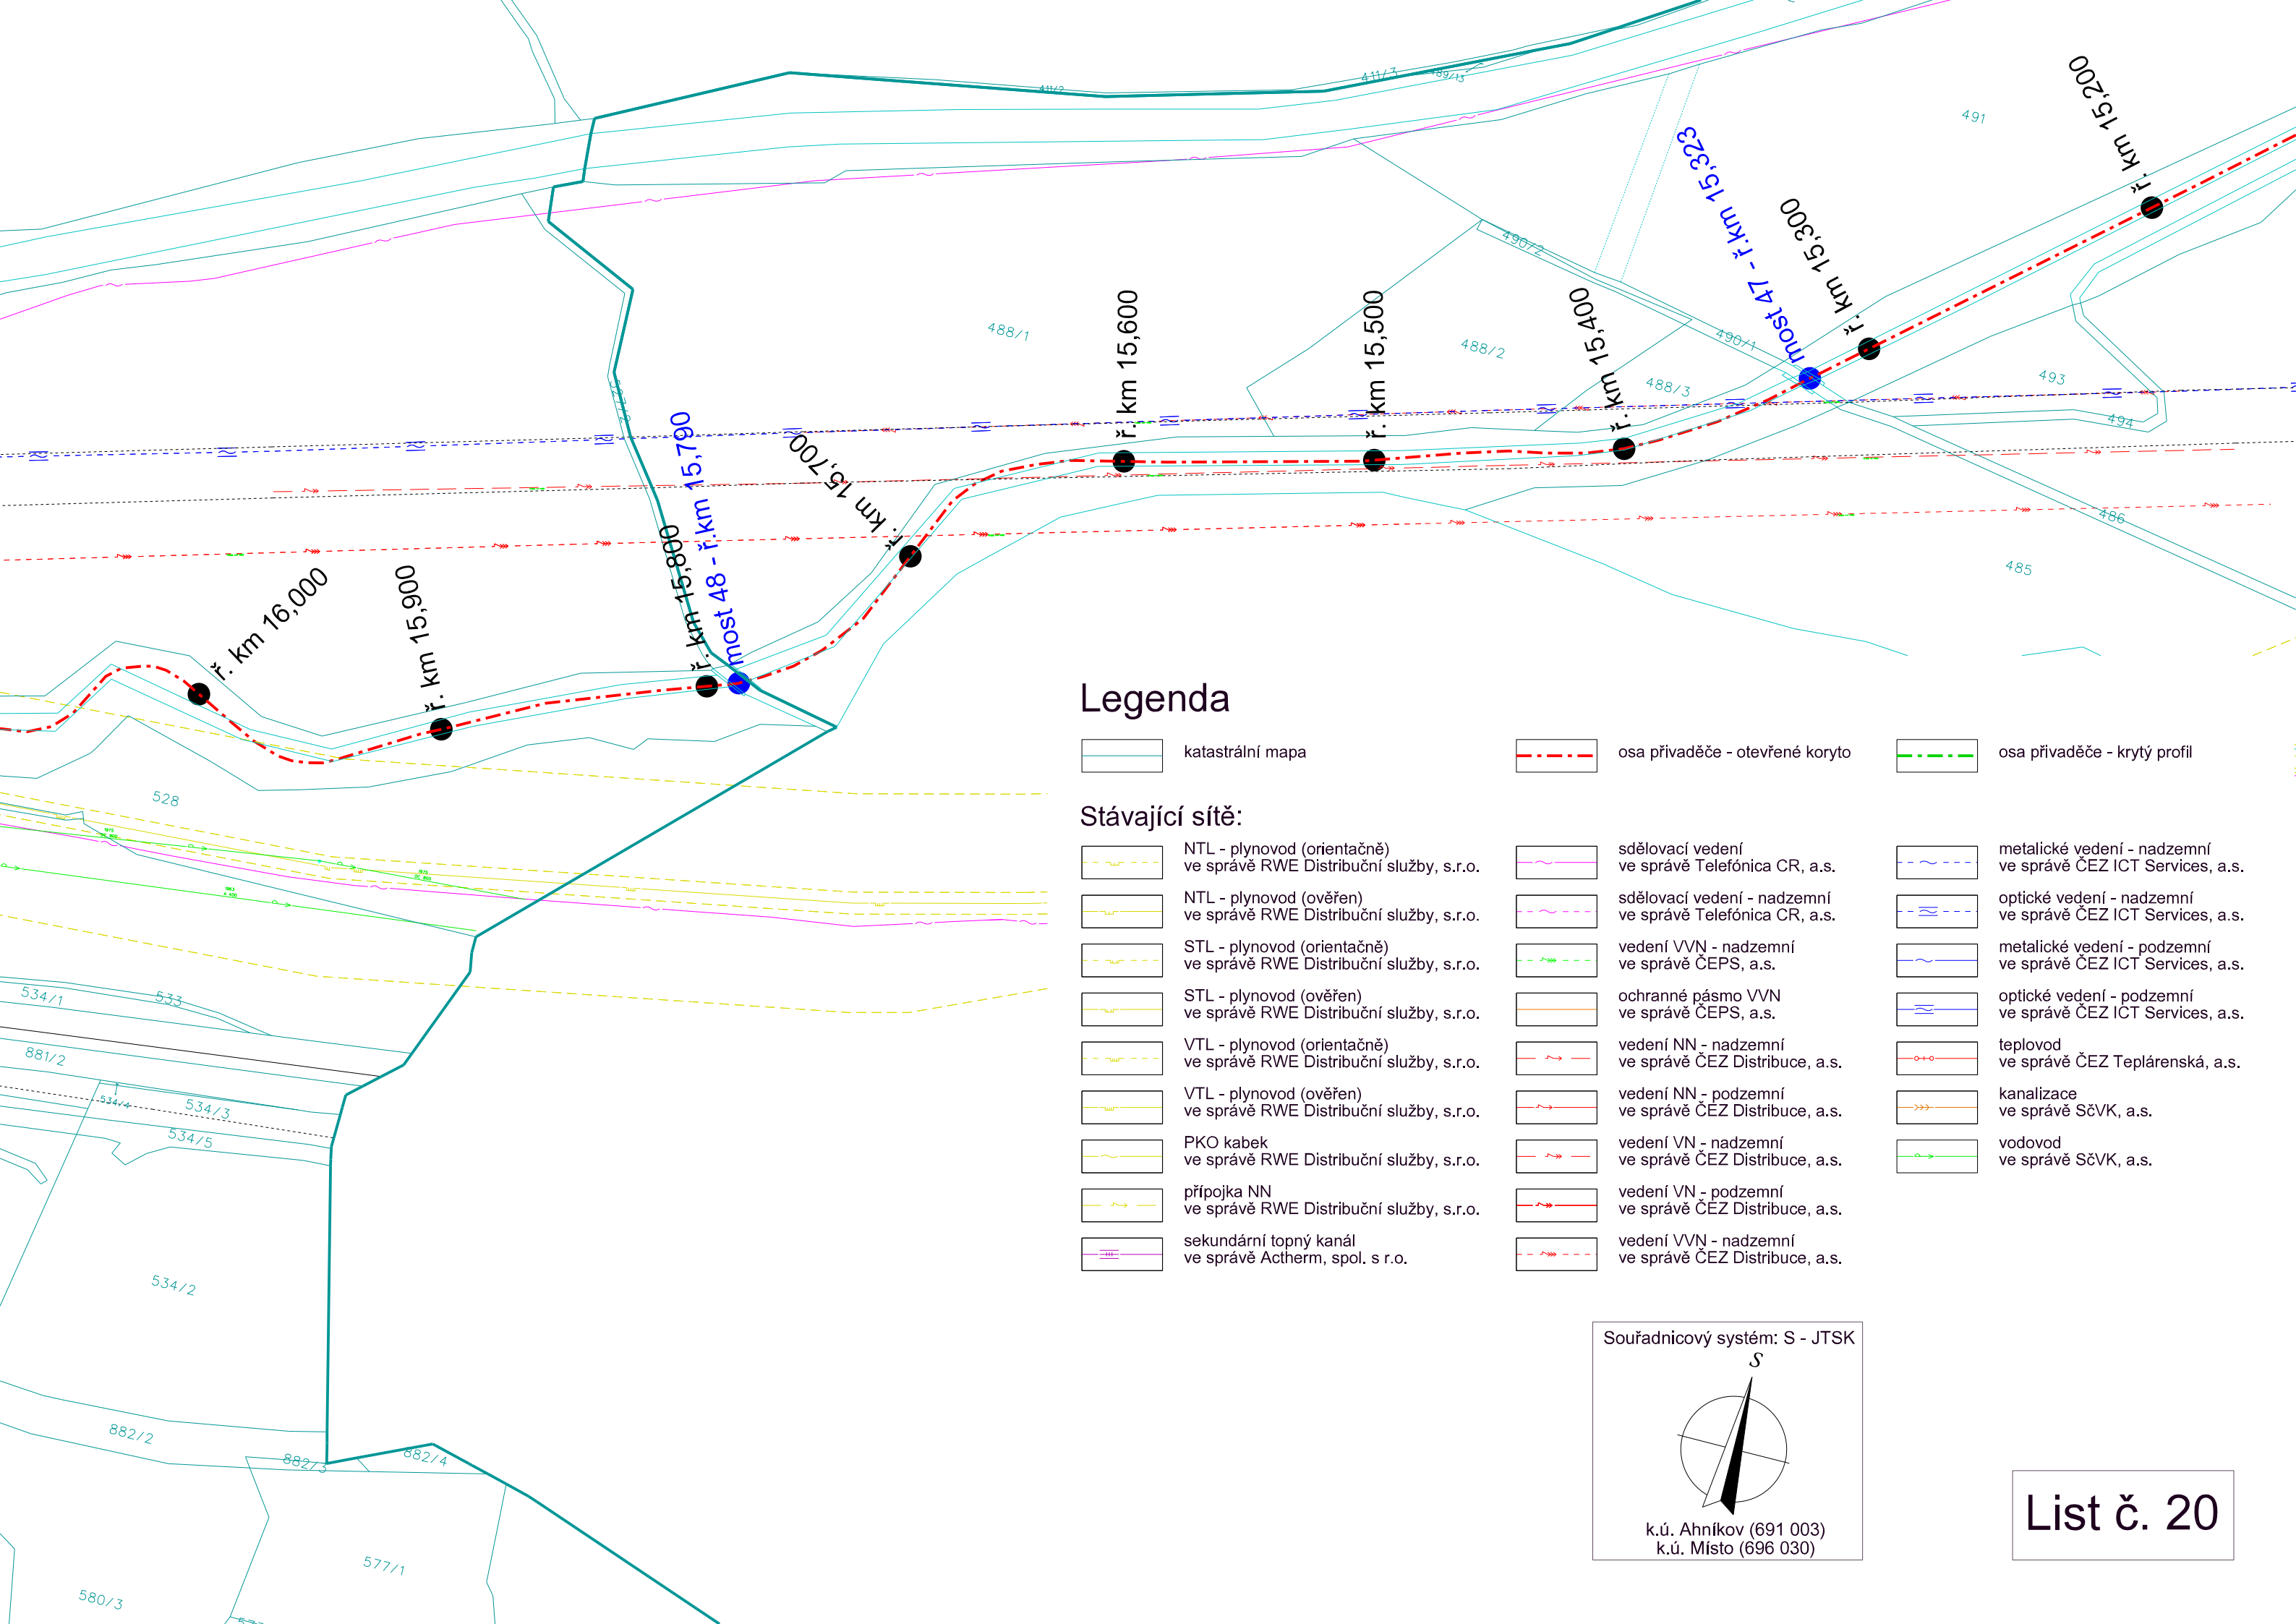 411/2
411/3
489/13
491
ř. km 15,200
most 47 - ř.km 15,323
ř. km 15,300
490/2
490/1
488/1
488/2
488/3
ř. km 15,600
ř. km 15,500
ř. km 15,400
493
494
486
485
527/2
most 48 - ř.km 15,790
ř. km 15,700
ř. km 15,800
ř. km 15,900
ř. km 16,000
528
533
534/1
881/2
534/4
534/3
534/5
534/2
882/2
882/3
882/4
577/1
580/3
Legenda
katastrální mapa
osa přivaděče - otevřené koryto
osa přivaděče - krytý profil
Stávající sítě:
NTL - plynovod (orientačně)
ve správě RWE Distribuční služby, s.r.o.
NTL - plynovod (ověřen)
ve správě RWE Distribuční služby, s.r.o.
STL - plynovod (orientačně)
ve správě RWE Distribuční služby, s.r.o.
STL - plynovod (ověřen)
ve správě RWE Distribuční služby, s.r.o.
VTL - plynovod (orientačně)
ve správě RWE Distribuční služby, s.r.o.
VTL - plynovod (ověřen)
ve správě RWE Distribuční služby, s.r.o.
PKO kabek
ve správě RWE Distribuční služby, s.r.o.
přípojka NN
ve správě RWE Distribuční služby, s.r.o.
sekundární topný kanál
ve správě Actherm, spol. s r.o.
sdělovací vedení
ve správě Telefónica CR, a.s.
sdělovací vedení - nadzemní
ve správě Telefónica CR, a.s.
vedení VVN - nadzemní
ve správě ČEPS, a.s.
ochranné pásmo VVN
ve správě ČEPS, a.s.
vedení NN - nadzemní
ve správě ČEZ Distribuce, a.s.
vedení NN - podzemní
ve správě ČEZ Distribuce, a.s.
vedení VN - nadzemní
ve správě ČEZ Distribuce, a.s.
vedení VN - podzemní
ve správě ČEZ Distribuce, a.s.
vedení VVN - nadzemní
ve správě ČEZ Distribuce, a.s.
metalické vedení - nadzemní
ve správě ČEZ ICT Services, a.s.
optické vedení - nadzemní
ve správě ČEZ ICT Services, a.s.
metalické vedení - podzemní
ve správě ČEZ ICT Services, a.s.
optické vedení - podzemní
ve správě ČEZ ICT Services, a.s.
teplovod
ve správě ČEZ Teplárenská, a.s.
kanalizace
ve správě SčVK, a.s.
vodovod
ve správě SčVK, a.s.
Souřadnicový systém: S - JTSK
S
k.ú. Ahníkov (691 003)
k.ú. Místo (696 030)
List č. 20